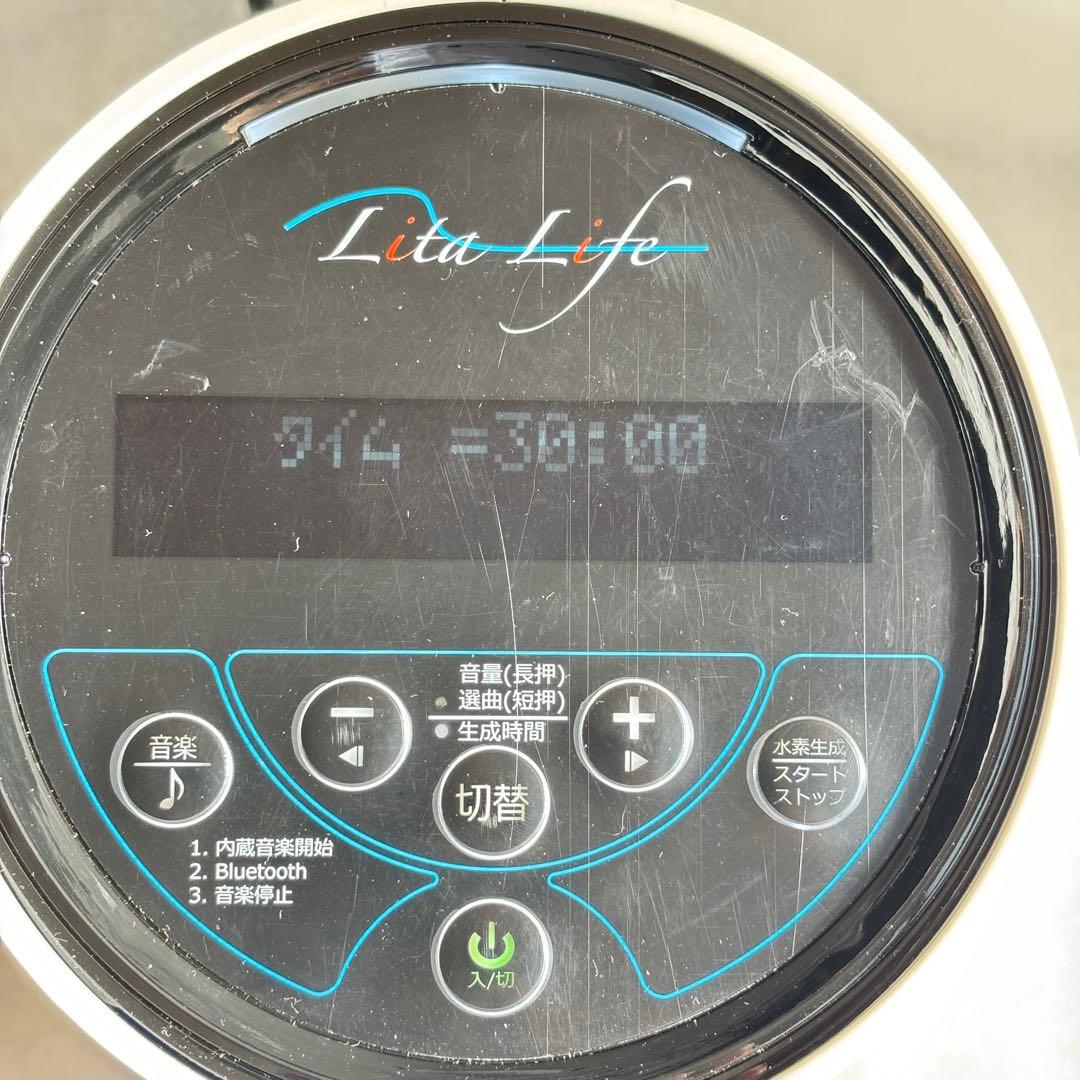 Lita Life
タイム =30:00
音量(長押)
選曲(短押)
生成時間
音楽
切替
水素生成
スタート
ストップ
1. 内蔵音楽開始
2. Bluetooth
3. 音楽停止
入/切